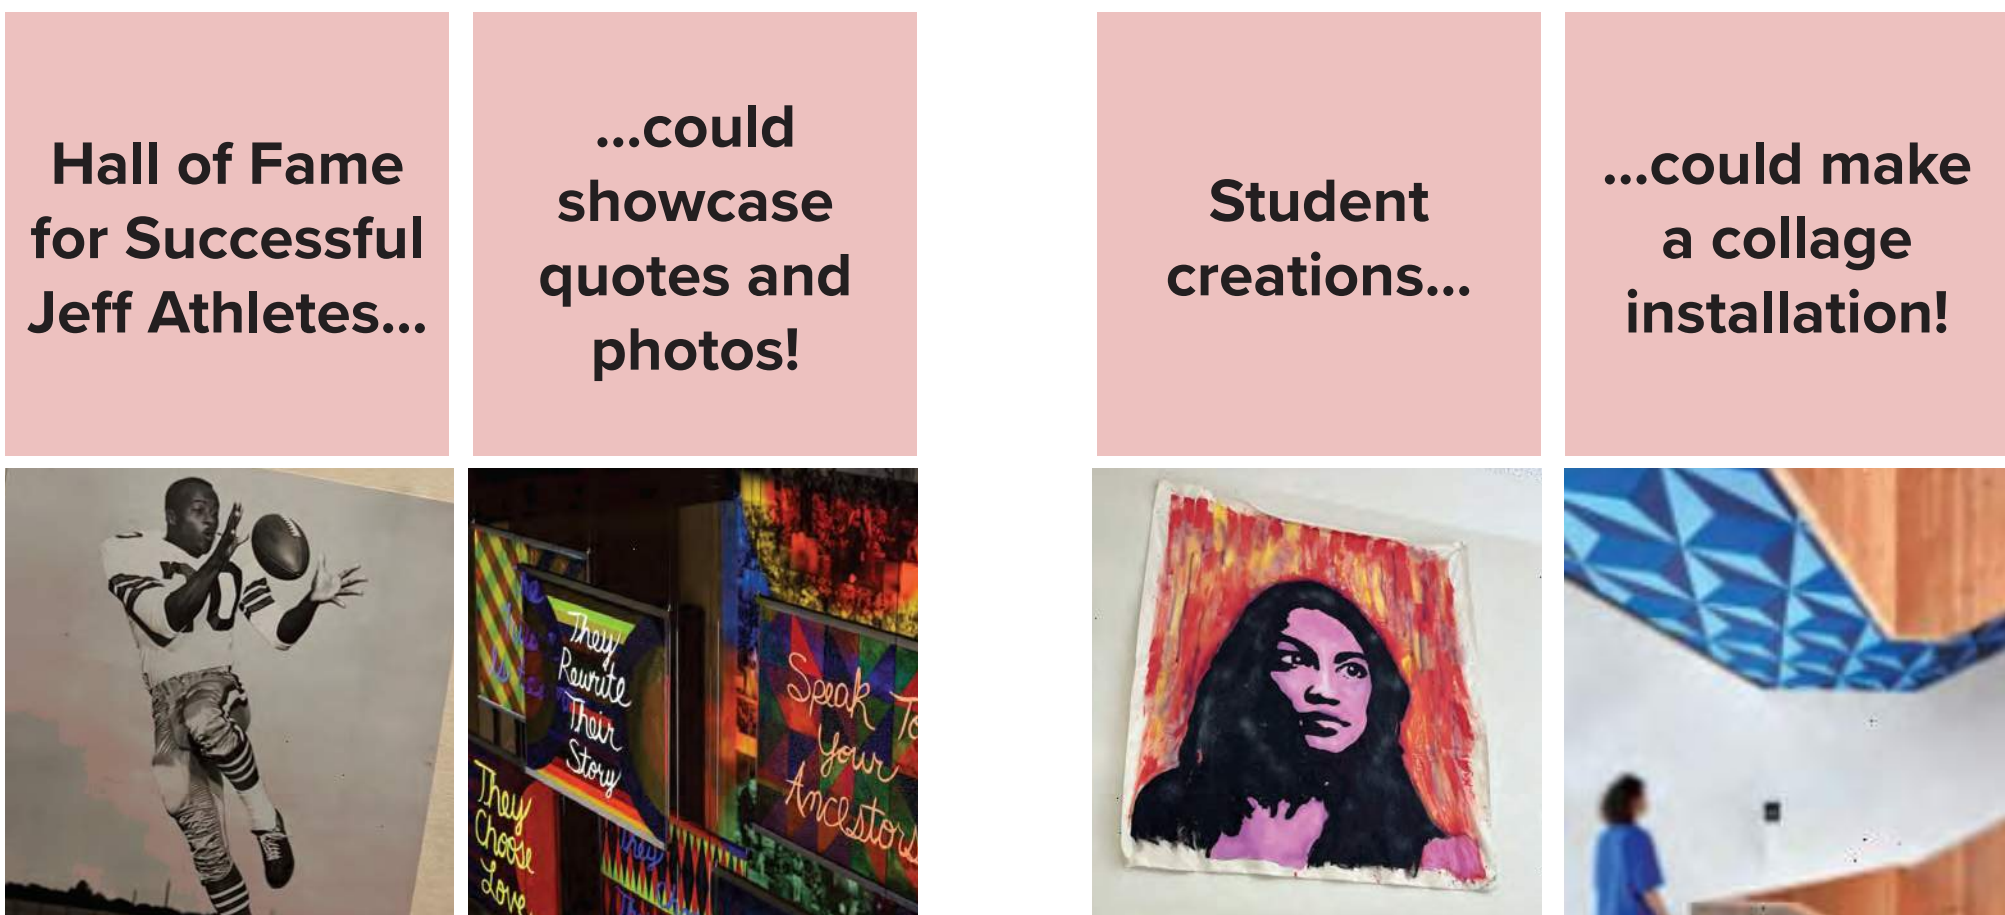 Hall of Fame
for Successful
Jeff Athletes...
...could
showcase
quotes and
photos!
Student
creations...
...could make
a collage
installation!
They
Rewrite
Their
Story
Speak To
Your
Ancestors
They
Choose
Love
They